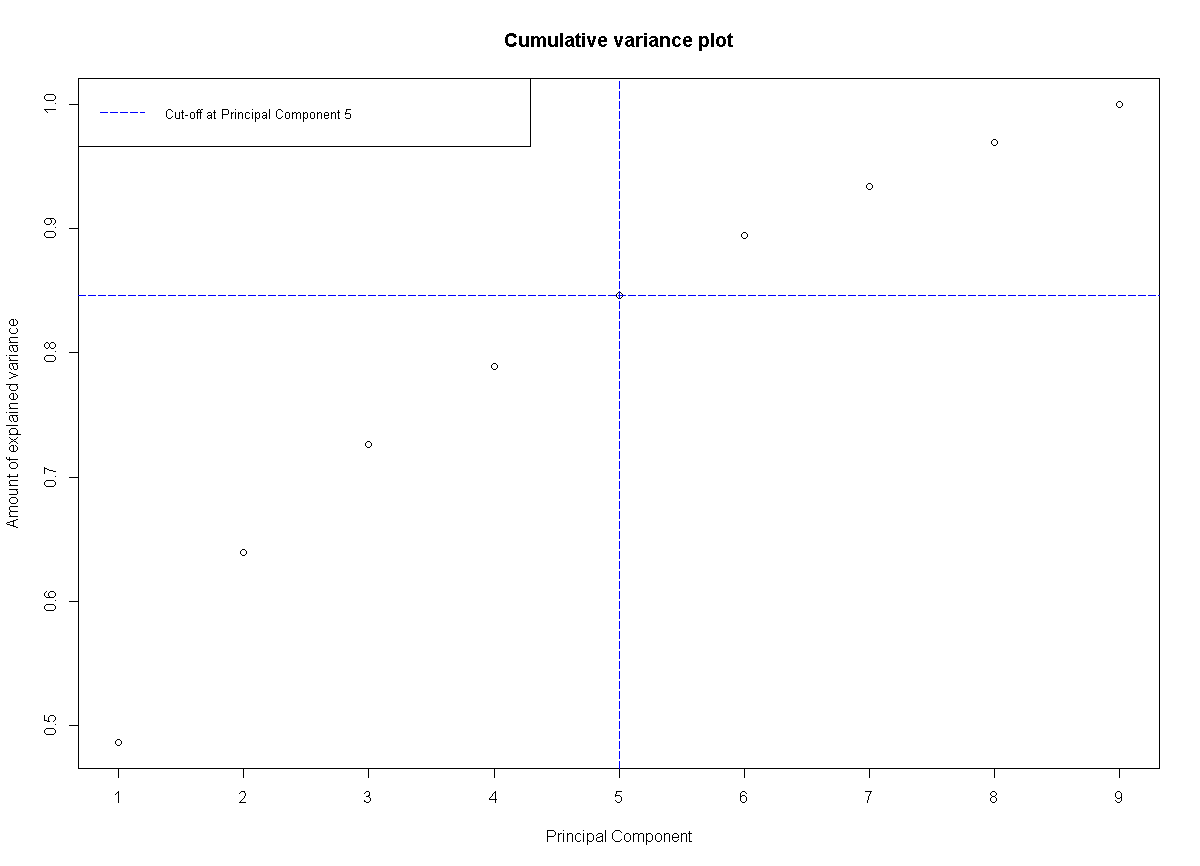 Cumulative variance plot
Cut-off at Principal Component 5
Amount of explained variance
1.0
0.9
0.8
0.7
0.6
0.5
1 2 3 4 5 6 7 8 9
Principal Component